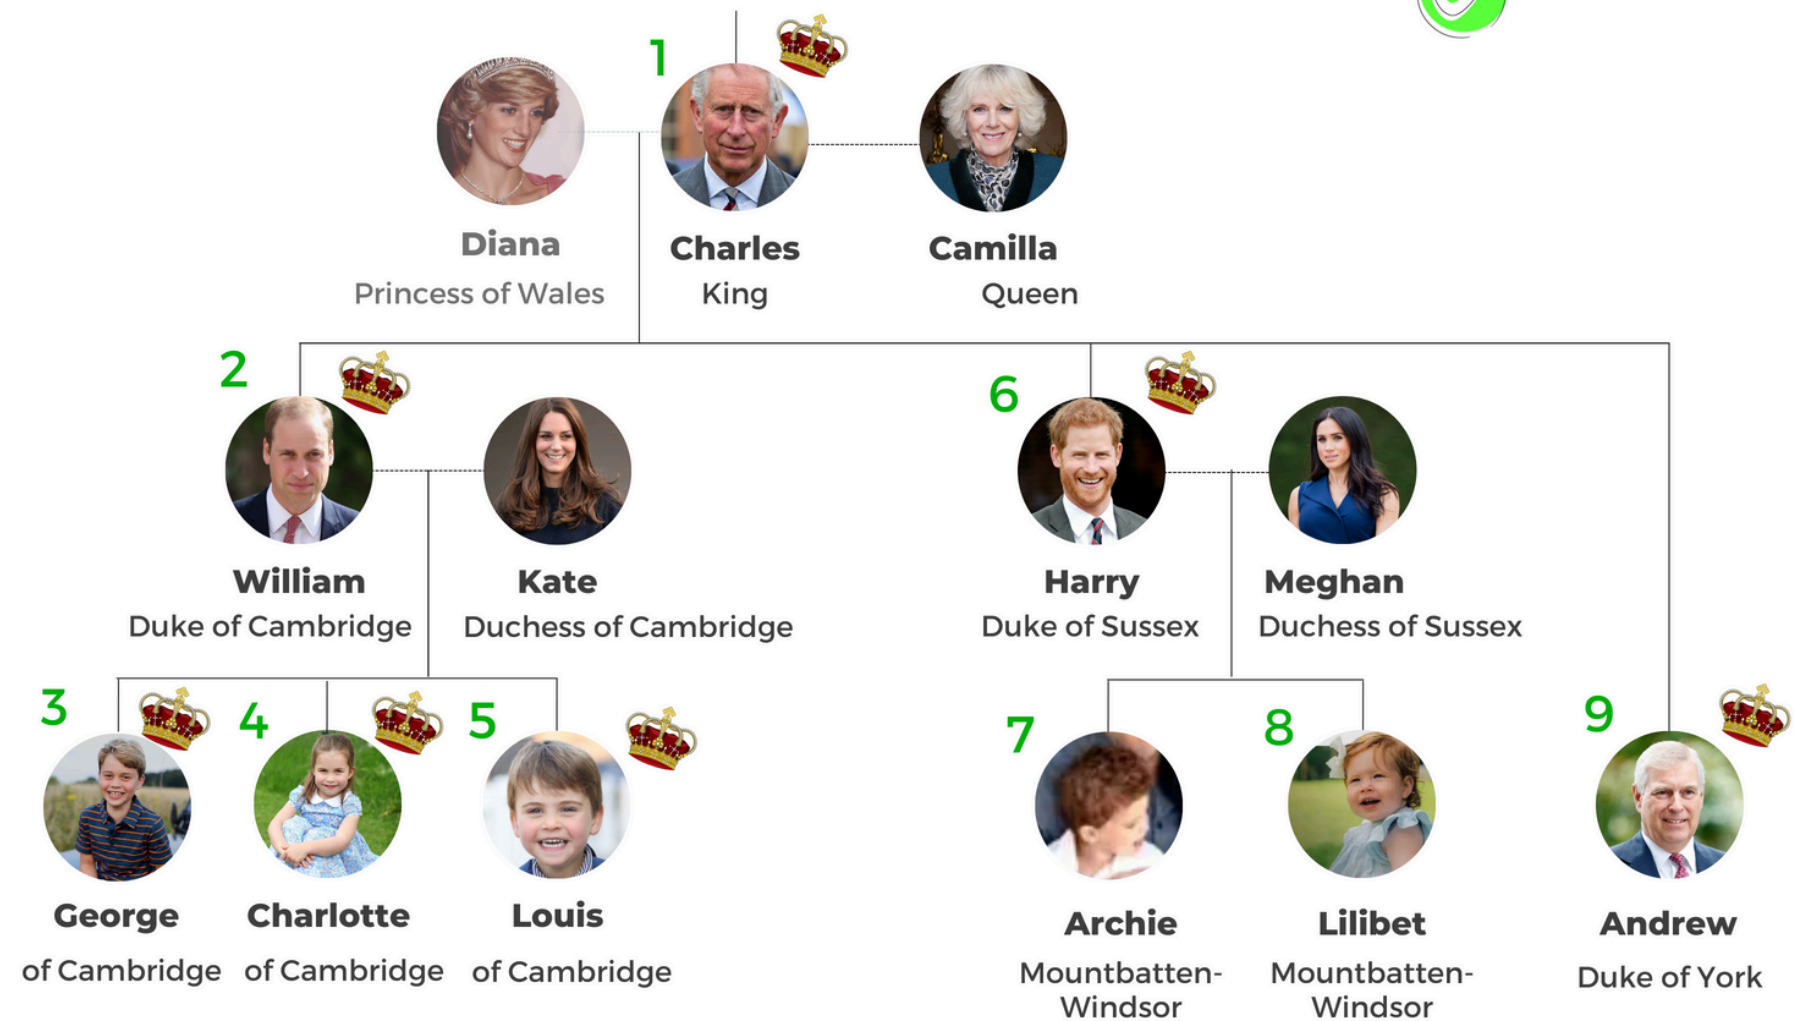 1
Diana
Charles
Camilla
Princess of Wales
King
Queen
2
6
William
Kate
Harry
Meghan
Duke of Cambridge
Duchess of Cambridge
Duke of Sussex
Duchess of Sussex
3
4
5
7
8
9
George
Charlotte
Louis
Archie
Lilibet
Andrew
of Cambridge
of Cambridge
of Cambridge
Mountbatten-
Windsor
Mountbatten-
Windsor
Duke of York